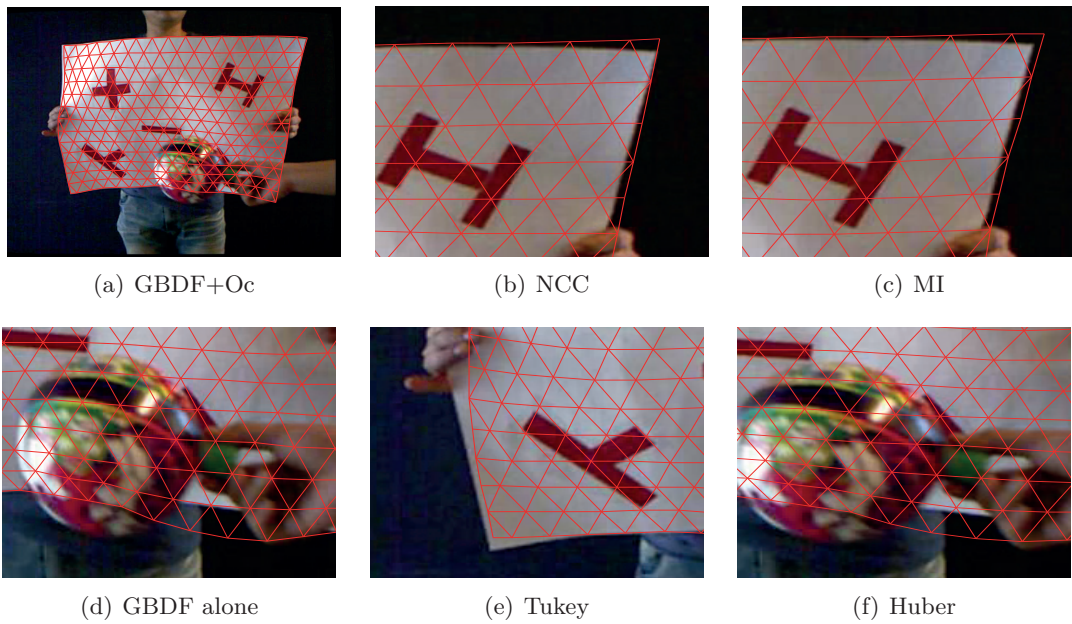 (a) GBDF+Oc
(b) NCC
(c) MI
(d) GBDF alone
(e) Tukey
(f) Huber